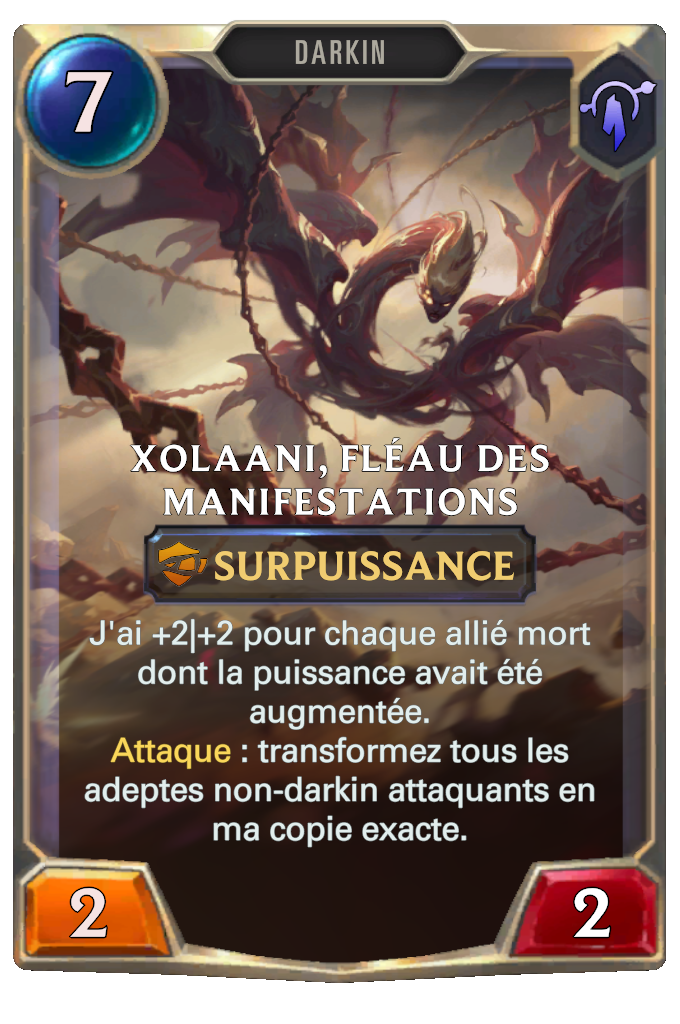 DARKIN
7
XOLAANI, FLÉAU DES
MANIFESTATIONS
SURPUISSANCE
J'ai +2|+2 pour chaque allié mort
dont la puissance avait été
augmentée.
Attaque : transformez tous les
adeptes non-darkin attaquants en
ma copie exacte.
2
2